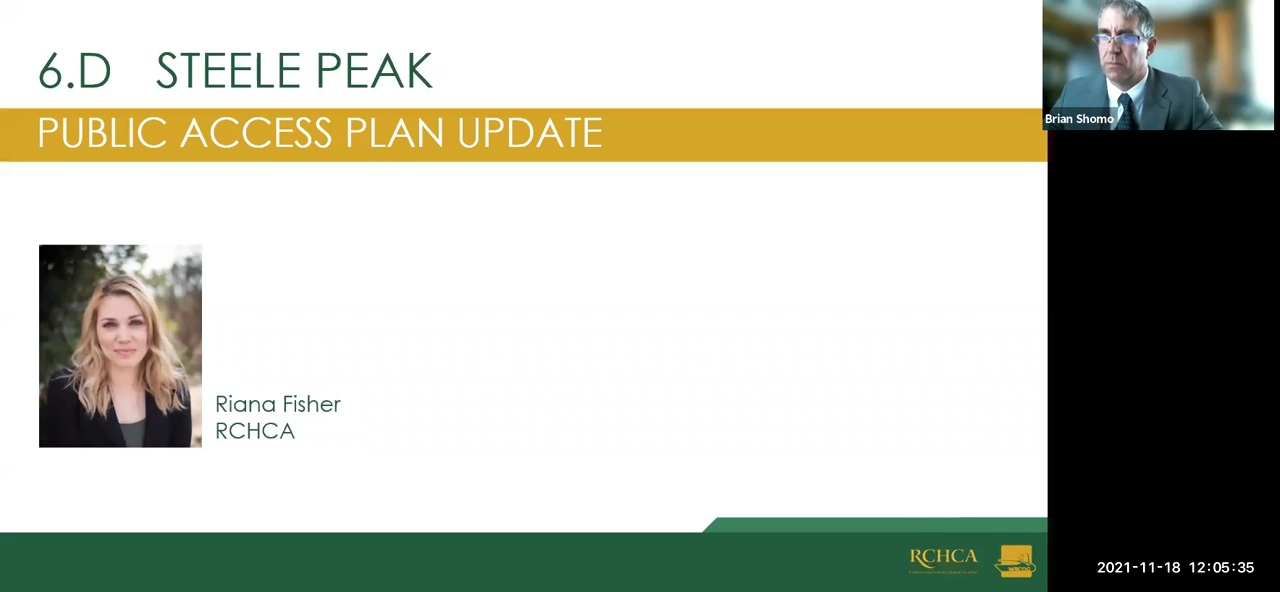 6.D STEELE PEAK
PUBLIC ACCESS PLAN UPDATE
Brian Shomo
Riana Fisher
RCHCA
RCHCA
WRCOG
2021-11-18 12:05:35